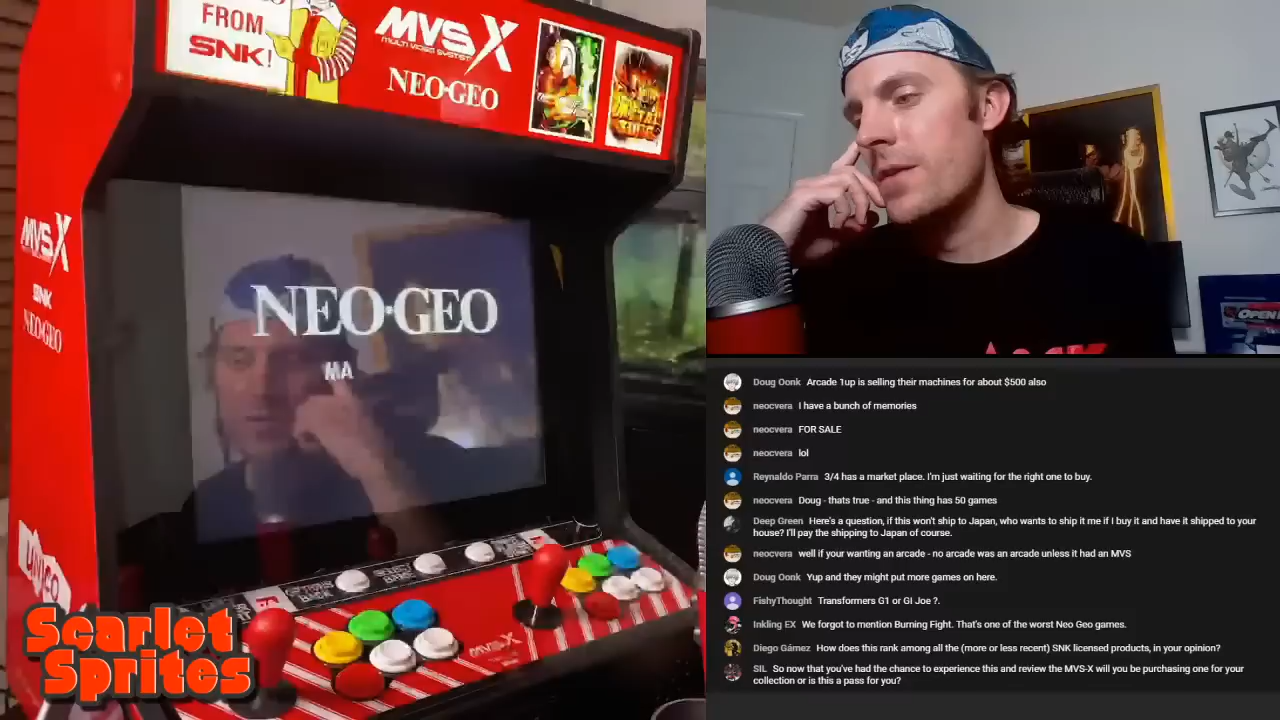 FROM
SNK!
MVSX
MULTI VIDEO SYSTEM
NEO•GEO
METAL
SLUG
MVSX
SNK
NEO•GEO
UNICO
NEO•GEO
MA
SELECT
GAME
MVSX
Scarlet
Sprites
OPEN
Doug Oonk Arcade 1up is selling their machines for about $500 also
neocvera I have a bunch of memories
neocvera FOR SALE
neocvera lol
Reynaldo Parra 3/4 has a market place. I'm just waiting for the right one to buy.
neocvera Doug - thats true - and this thing has 50 games
Deep Green Here's a question, if this won't ship to Japan, who wants to ship it me if I buy it and have it shipped to your
house? I'll pay the shipping to Japan of course.
neocvera well if your wanting an arcade - no arcade was an arcade unless it had an MVS
Doug Oonk Yup and they might put more games on here.
FishyThought Transformers G1 or GI Joe ?.
Inkling EX We forgot to mention Burning Fight. That's one of the worst Neo Geo games.
Diego Gámez How does this rank among all the (more or less recent) SNK licensed products, in your opinion?
SIL So now that you've had the chance to experience this and review the MVS-X will you be purchasing one for your
collection or is this a pass for you?